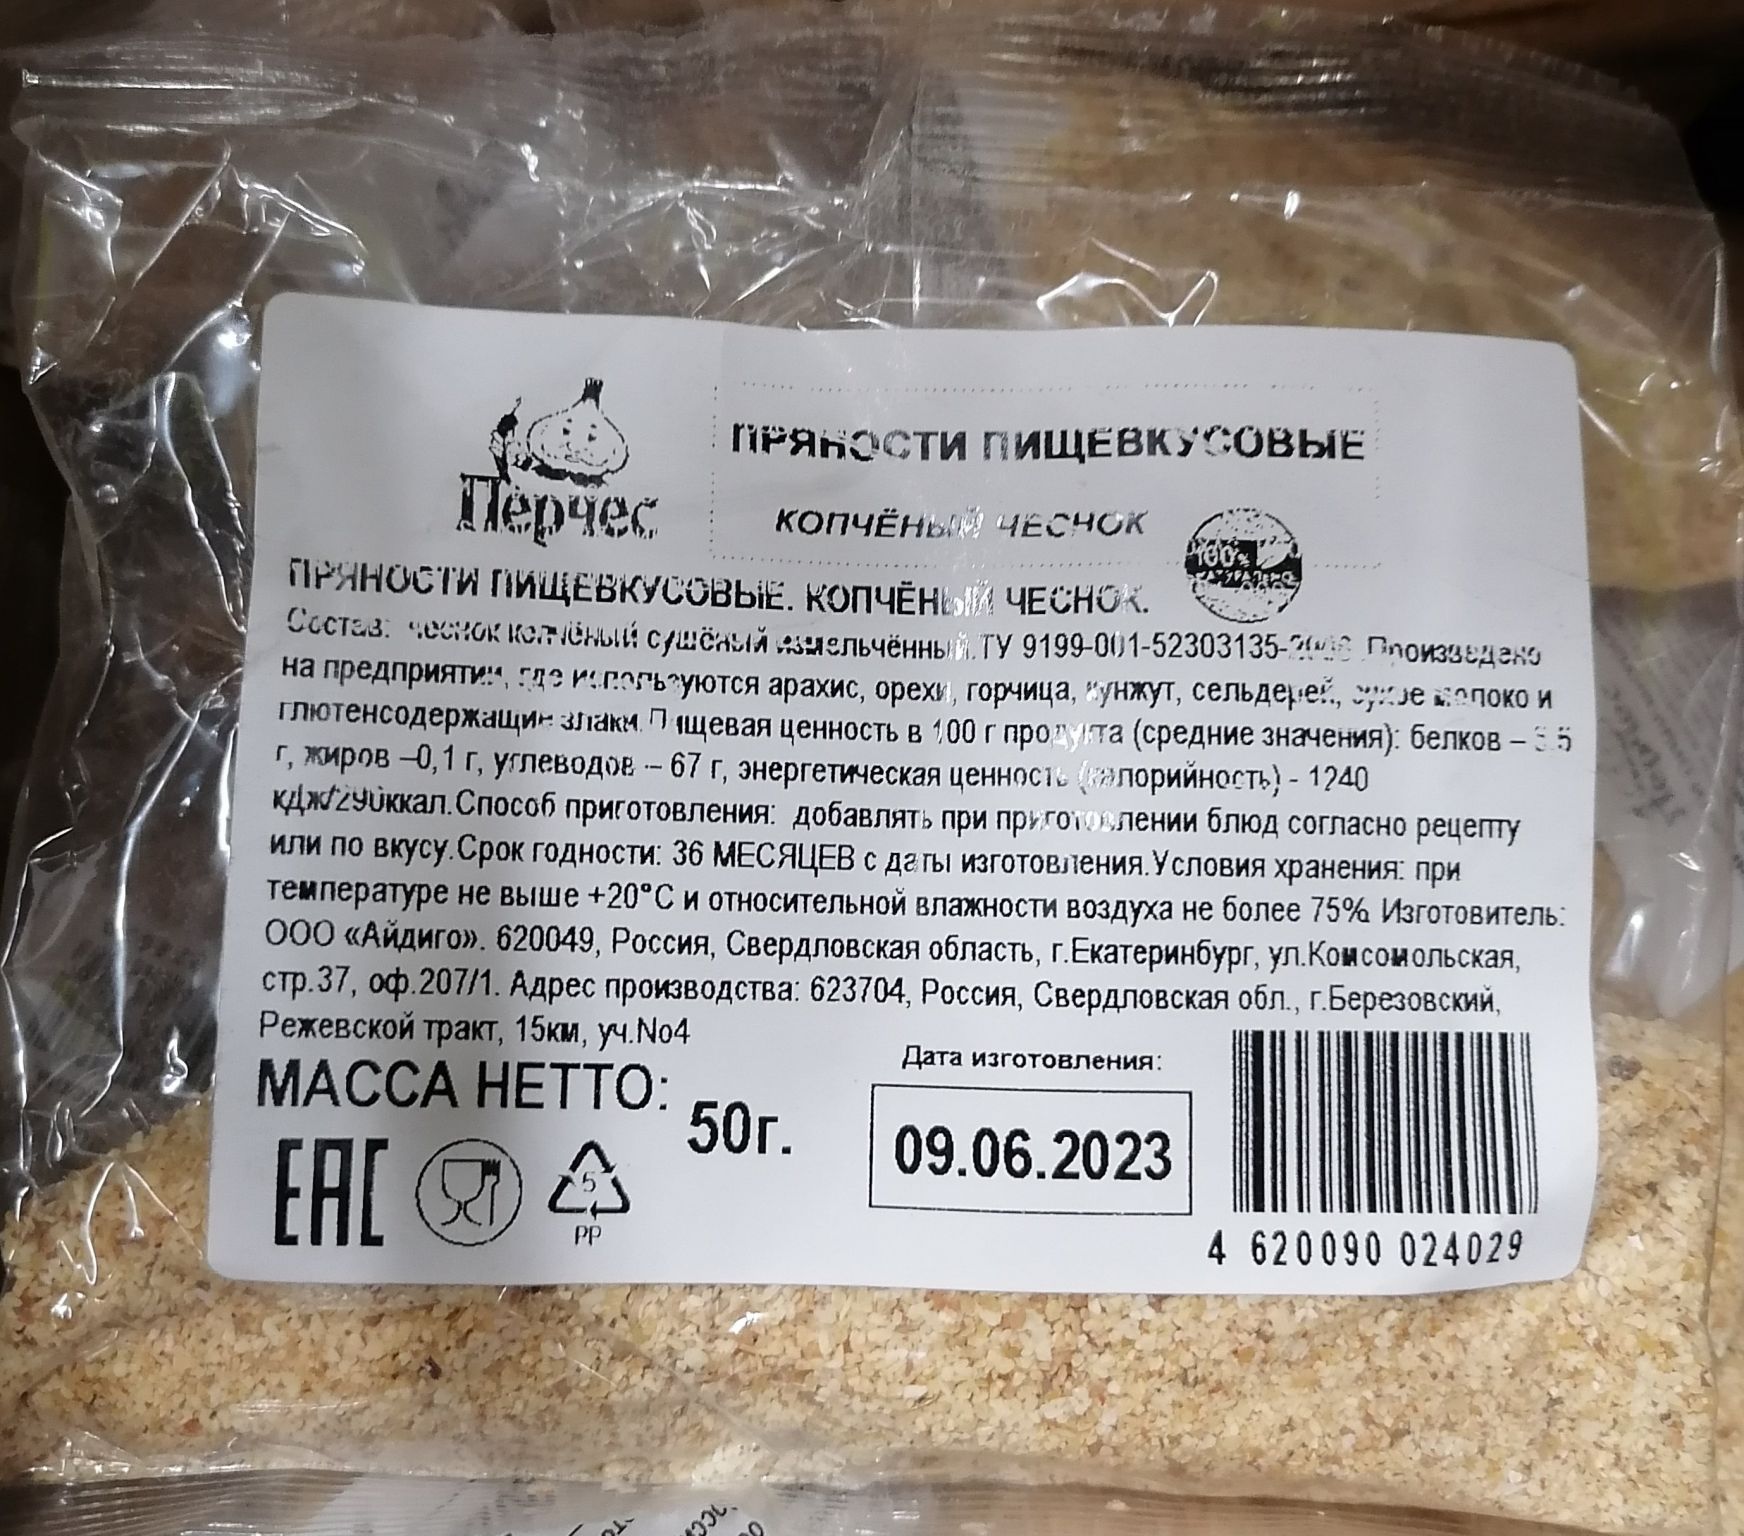 Перчес
ПРЯНОСТИ ПИЩЕВКУСОВЫЕ
КОПЧЁНЫЙ ЧЕСНОК
100%
ПРЯНОСТИ ПИЩЕВКУСОВЫЕ. КОПЧЁНЫЙ ЧЕСНОК.
Состав: чеснок копчёный сушёный измельчённый. ТУ 9199-001-52303135- Произведено
на предприятии, где используются арахис, орехи, горчица, кунжут, сельдерей, сухое молоко и
глютенсодержащие злаки. Пищевая ценность в 100 г продукта (средние значения): белков –
г, жиров –0,1 г, углеводов – 67 г, энергетическая ценность (калорийность) - 1240
кДж/290ккал.Способ приготовления: добавлять при приготовлении блюд согласно рецепту
или по вкусу.Срок годности: 36 МЕСЯЦЕВ с даты изготовления.Условия хранения: при
температуре не выше +20°С и относительной влажности воздуха не более 75% Изготовитель:
ООО «Айдиго». 620049, Россия, Свердловская область, г.Екатеринбург, ул.Комсомольская,
стр.37, оф.207/1. Адрес производства: 623704, Россия, Свердловская обл., г.Березовский,
Режевской тракт, 15км, уч.No4
МАССА НЕТТО: 50г.
Дата изготовления:
09.06.2023
ЕАС
5
PP
4 620090 024029